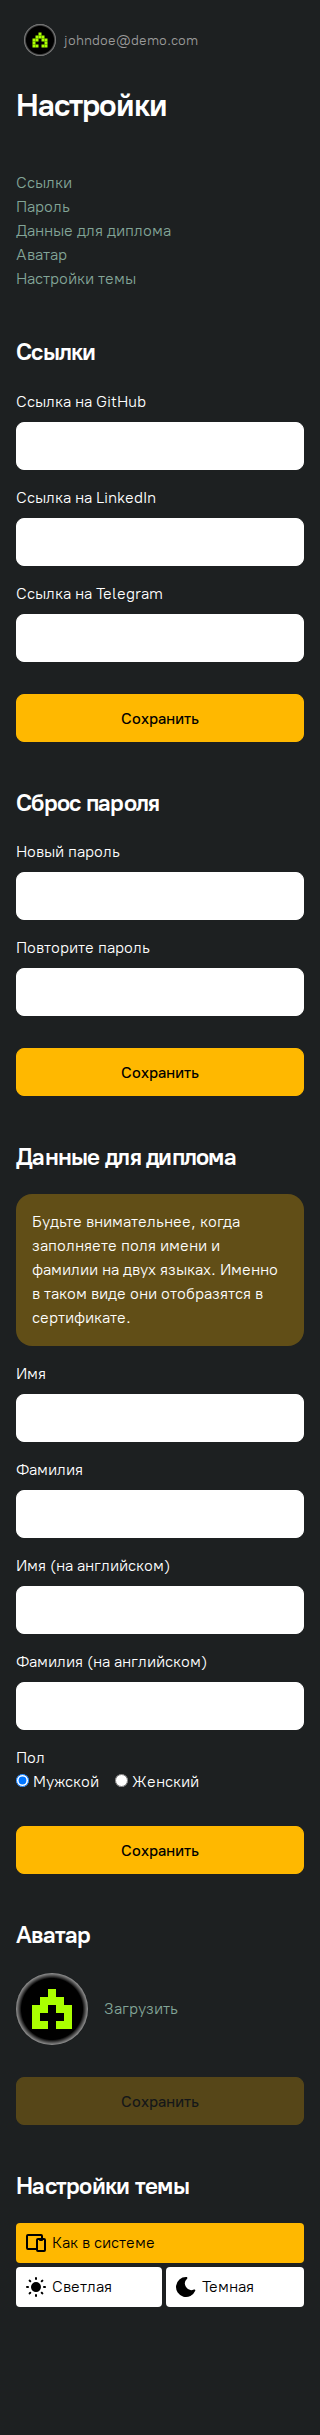 johndoe@demo.com
Настройки
Ссылки
Пароль
Данные для диплома
Аватар
Настройки темы
Ссылки
Ссылка на GitHub
Ссылка на LinkedIn
Ссылка на Telegram
Сохранить
Сброс пароля
Новый пароль
Повторите пароль
Сохранить
Данные для диплома
Будьте внимательнее, когда
заполняете поля имени и
фамилии на двух языках. Именно
в таком виде они отобразятся в
сертификате.
Имя
Фамилия
Имя (на английском)
Фамилия (на английском)
Пол
Мужской Женский
Сохранить
Аватар
Загрузить
Сохранить
Настройки темы
Как в системе
Светлая Темная